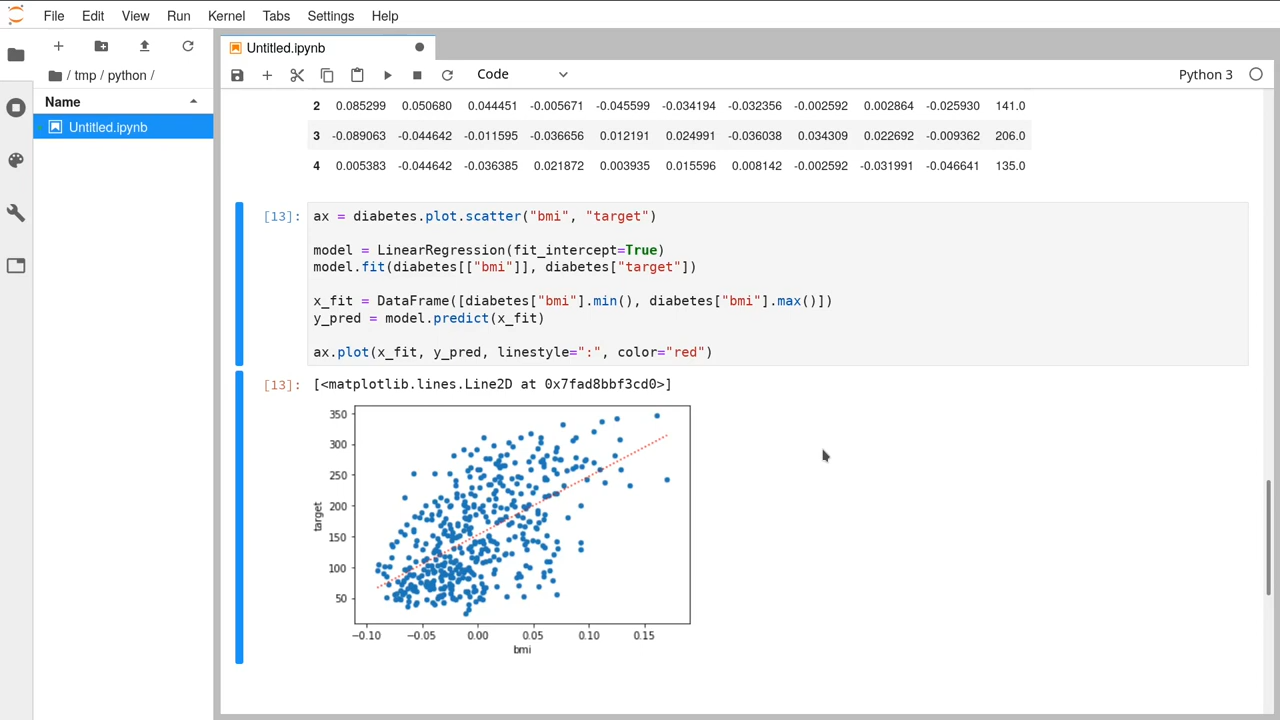 File Edit View Run Kernel Tabs Settings Help
Untitled.ipynb
/ tmp / python /
Code
Python 3
Name
Untitled.ipynb
2 0.085299 0.050680 0.044451 -0.005671 -0.045599 -0.034194 -0.032356 -0.002592 0.002864 -0.025930 141.0
3 -0.089063 -0.044642 -0.011595 -0.036656 0.012191 0.024991 -0.036038 0.034309 0.022692 -0.009362 206.0
4 0.005383 -0.044642 -0.036385 0.021872 0.003935 0.015596 0.008142 -0.002592 -0.031991 -0.046641 135.0
[13]: ax = diabetes.plot.scatter("bmi", "target")
model = LinearRegression(fit_intercept=True)
model.fit(diabetes[["bmi"]], diabetes["target"])
x_fit = DataFrame([diabetes["bmi"].min(), diabetes["bmi"].max()])
y_pred = model.predict(x_fit)
ax.plot(x_fit, y_pred, linestyle=":", color="red")
[13]: [<matplotlib.lines.Line2D at 0x7fad8bbf3cd0>]
350
300
250
200
150
100
50
target
−0.10 −0.05 0.00 0.05 0.10 0.15
bmi